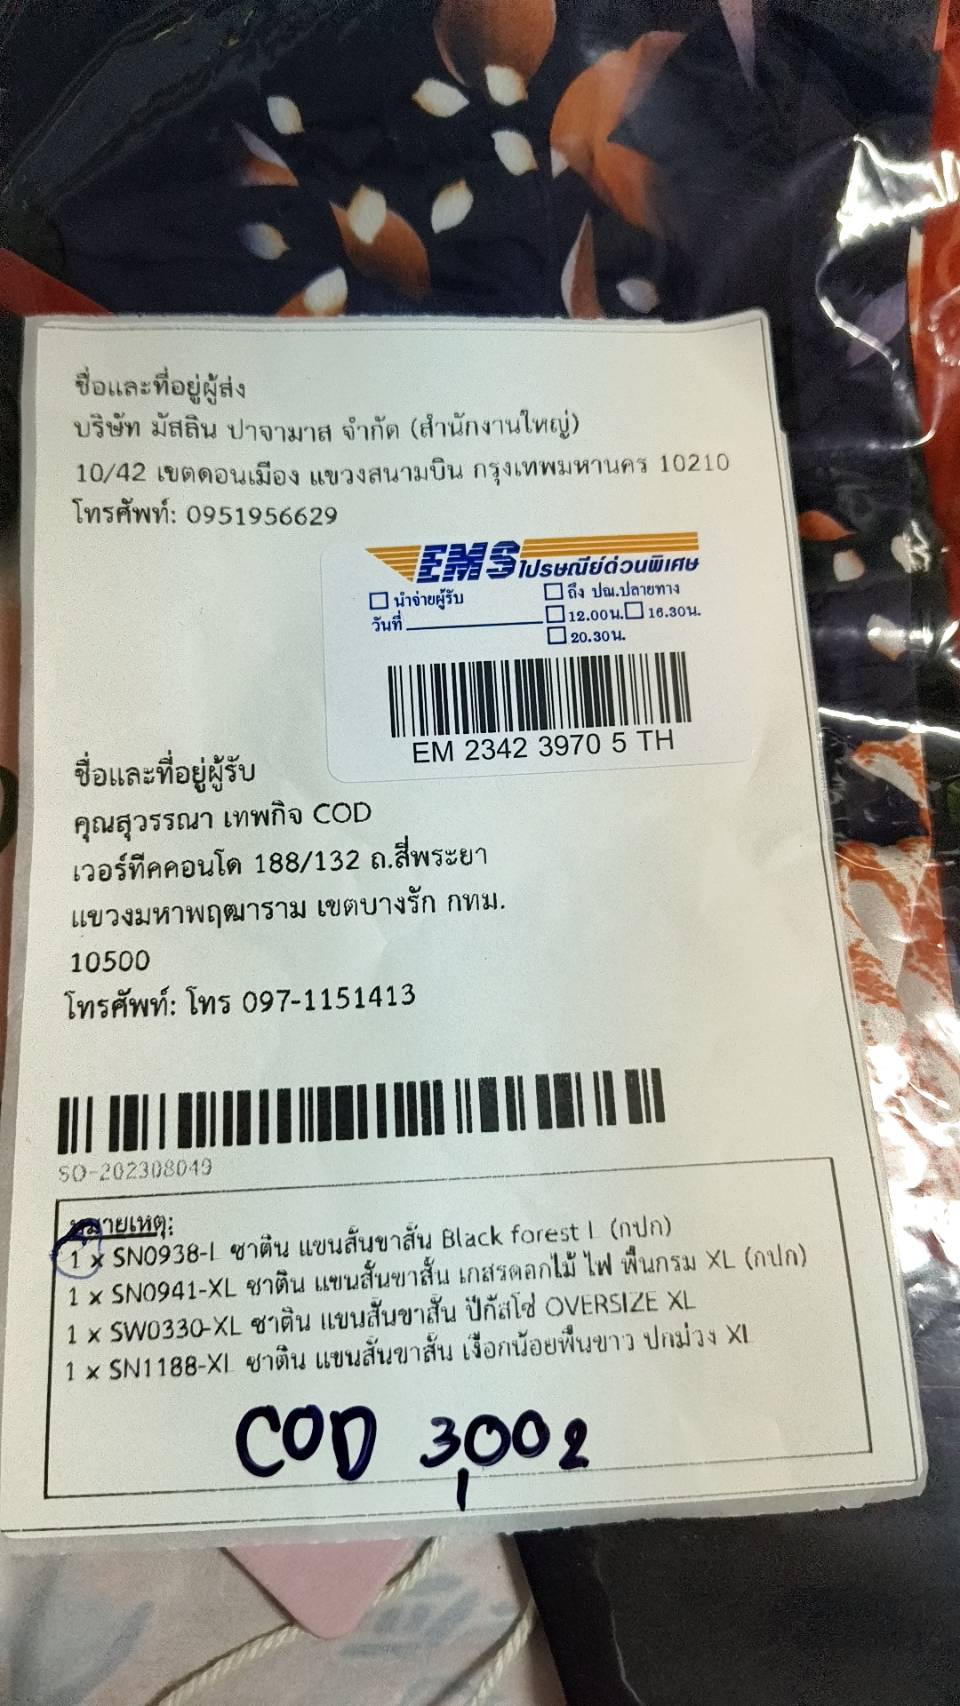 ชื่อและที่อยู่ผู้ส่ง
บริษัท มัสลิน ปาจามาส จำกัด (สำนักงานใหญ่)
10/42 เขตดอนเมือง แขวงสนามบิน กรุงเทพมหานคร 10210
โทรศัพท์: 0951956629
EMS ไปรษณีย์ด่วนพิเศษ
นำจ่ายผู้รับ ถึง ปณ.ปลายทาง
วันที่ 12.00น. 16.30น.
20.30น.
EM 2342 3970 5 TH
ชื่อและที่อยู่ผู้รับ
คุณสุวรรณา เทพกิจ COD
เวอร์ทีคคอนโด 188/132 ถ.สี่พระยา
แขวงมหาพฤฒาราม เขตบางรัก กทม.
10500
โทรศัพท์: โทร 097-1151413
SO-202308049
หมายเหตุ:
1 x SN0938-L ซาติน แขนสั้นขาสั้น Black forest L (กปก)
1 x SN0941-XL ซาติน แขนสั้นขาสั้น เกสรดอกไม้ ไฟ พื้นกรม XL (กปก)
1 x SW0330-XL ซาติน แขนสั้นขาสั้น ปีกัสโซ่ OVERSIZE XL
1 x SN1188-XL ซาติน แขนสั้นขาสั้น เงือกน้อยพื้นขาว ปกม่วง XL
COD 3,002